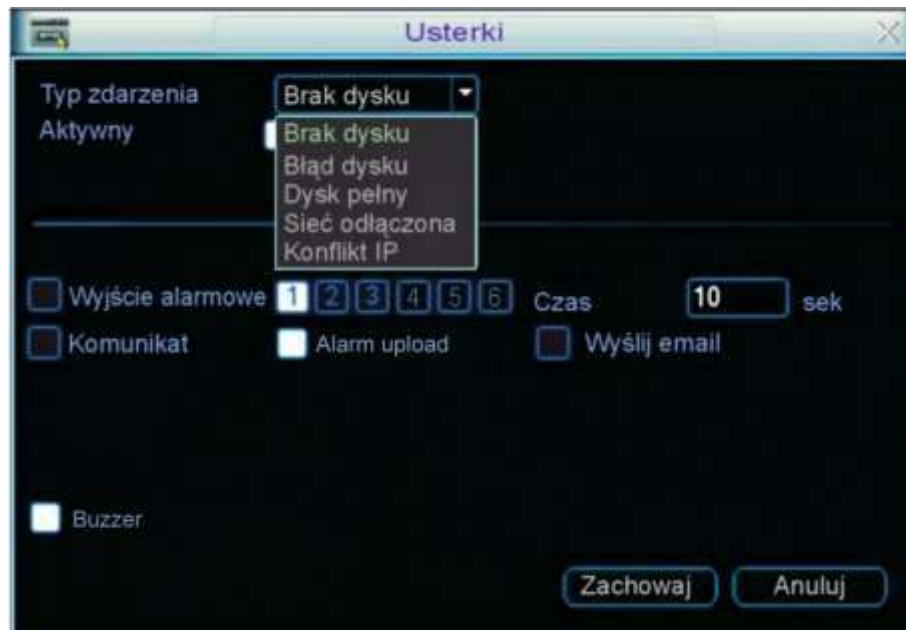 Usterki
Typ zdarzenia Brak dysku
Aktywny Brak dysku
Błąd dysku
Dysk pełny
Sieć odłączona
Konflikt IP
Wyjście alarmowe 1 2 3 4 5 6 Czas 10 sek
Komunikat Alarm upload Wyślij email
Buzzer
Zachowaj Anuluj